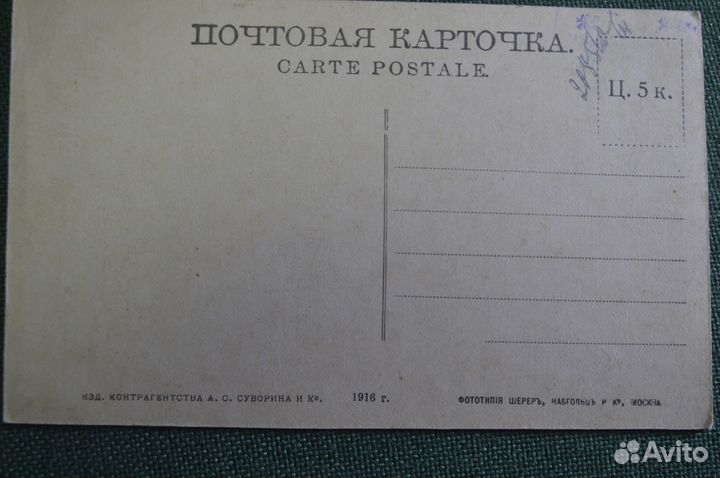 ПОЧТОВАЯ КАРТОЧКА.
CARTE POSTALE.
Ц. 5 к.
ИЗД. КОНТРАГЕНТСТВА А. С. СУВОРИНА И Ко. 1916 г. ФОТОТИПІЯ ШЕРЕРЪ, НАБГОЛЬЦЪ И Ко, МОСКВА
Avito